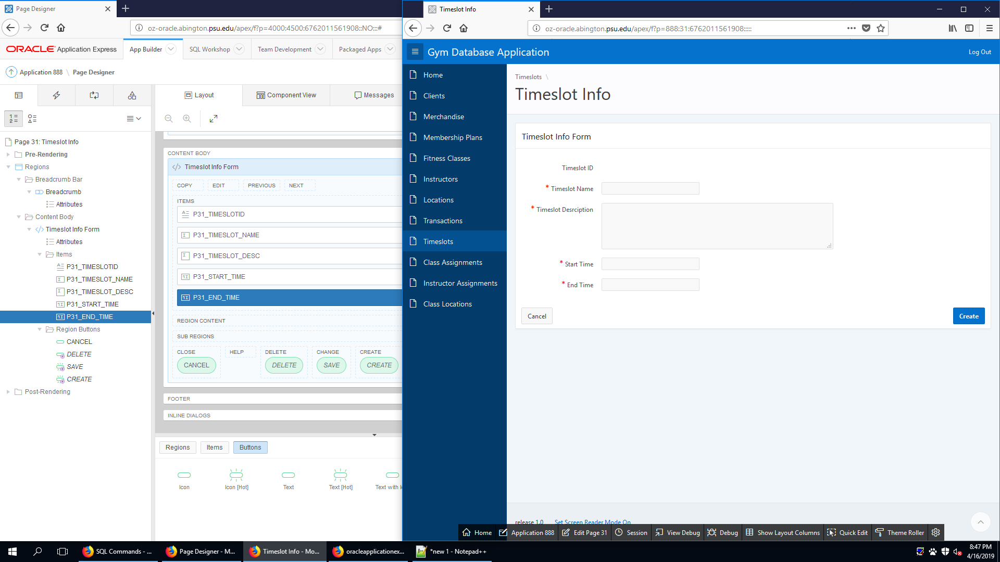 Page Designer
oz-oracle.abington.psu.edu/apex/f?p=4000:4500:6762011561908::NO:::#
ORACLE Application Express
App Builder
SQL Workshop
Team Development
Packaged Apps
Application 888 \ Page Designer
Layout
Component View
Messages
Page 31: Timeslot Info
Pre-Rendering
Regions
Breadcrumb Bar
Breadcrumb
Attributes
Content Body
Timeslot Info Form
Attributes
Items
P31_TIMESLOTID
P31_TIMESLOT_NAME
P31_TIMESLOT_DESC
P31_START_TIME
P31_END_TIME
Region Buttons
CANCEL
DELETE
SAVE
CREATE
Post-Rendering
CONTENT BODY
Timeslot Info Form
COPY
EDIT
PREVIOUS
NEXT
ITEMS
P31_TIMESLOTID
P31_TIMESLOT_NAME
P31_TIMESLOT_DESC
P31_START_TIME
P31_END_TIME
REGION CONTENT
SUB REGIONS
CLOSE
HELP
DELETE
CHANGE
CREATE
CANCEL
DELETE
SAVE
CREATE
FOOTER
INLINE DIALOGS
Regions
Items
Buttons
Icon
Icon [Hot]
Text
Text [Hot]
Text with I
Timeslot Info
oz-oracle.abington.psu.edu/apex/f?p=888:31:6762011561908:::::
Gym Database Application
Log Out
Home
Clients
Merchandise
Membership Plans
Fitness Classes
Instructors
Locations
Transactions
Timeslots
Class Assignments
Instructor Assignments
Class Locations
Timeslots \
Timeslot Info
Timeslot Info Form
Timeslot ID
* Timeslot Name
* Timeslot Desrciption
* Start Time
* End Time
Cancel
Create
release 1.0
Set Screen Reader Mode On
Home
Application 888
Edit Page 31
Session
View Debug
Debug
Show Layout Columns
Quick Edit
Theme Roller
SQL Commands - ...
Page Designer - M...
Timeslot Info - Mo...
oracleapplicationex...
*new 1 - Notepad++
8:47 PM
4/16/2019